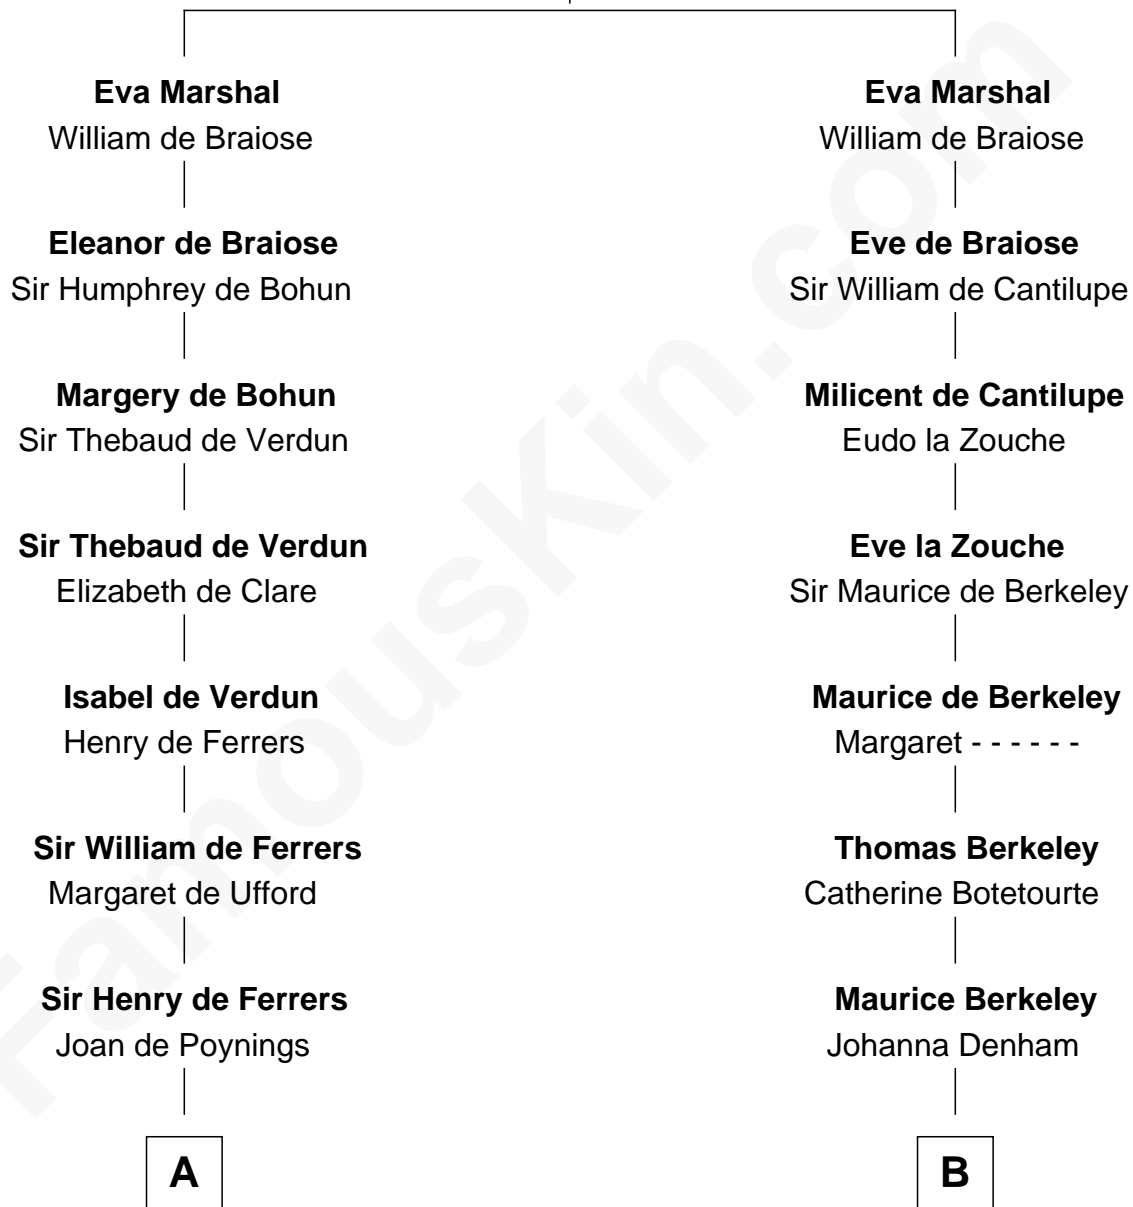 Eva Marshal
William de Braiose
Eleanor de Braiose
Sir Humphrey de Bohun
Margery de Bohun
Sir Thebaud de Verdun
Sir Thebaud de Verdun
Elizabeth de Clare
Isabel de Verdun
Henry de Ferrers
Sir William de Ferrers
Margaret de Ufford
Sir Henry de Ferrers
Joan de Poynings
A
Eva Marshal
William de Braiose
Eve de Braiose
Sir William de Cantilupe
Milicent de Cantilupe
Eudo la Zouche
Eve la Zouche
Sir Maurice de Berkeley
Maurice de Berkeley
Margaret - - - - - -
Thomas Berkeley
Catherine Botetourte
Maurice Berkeley
Johanna Denham
B
FamousKin.com